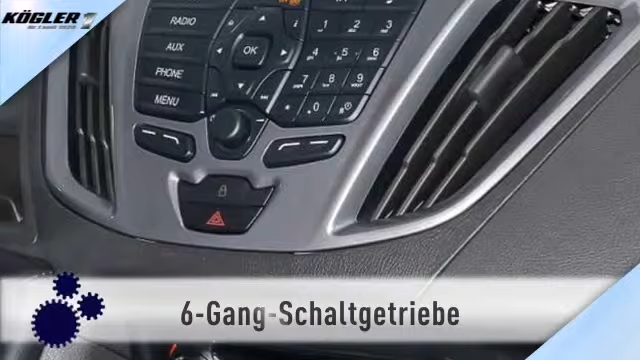 KÖGLER
RADIO
AUX
PHONE
MENU
OK
1 2 3
4 5 6
7 8 9
* 0
6-Gang-Schaltgetriebe